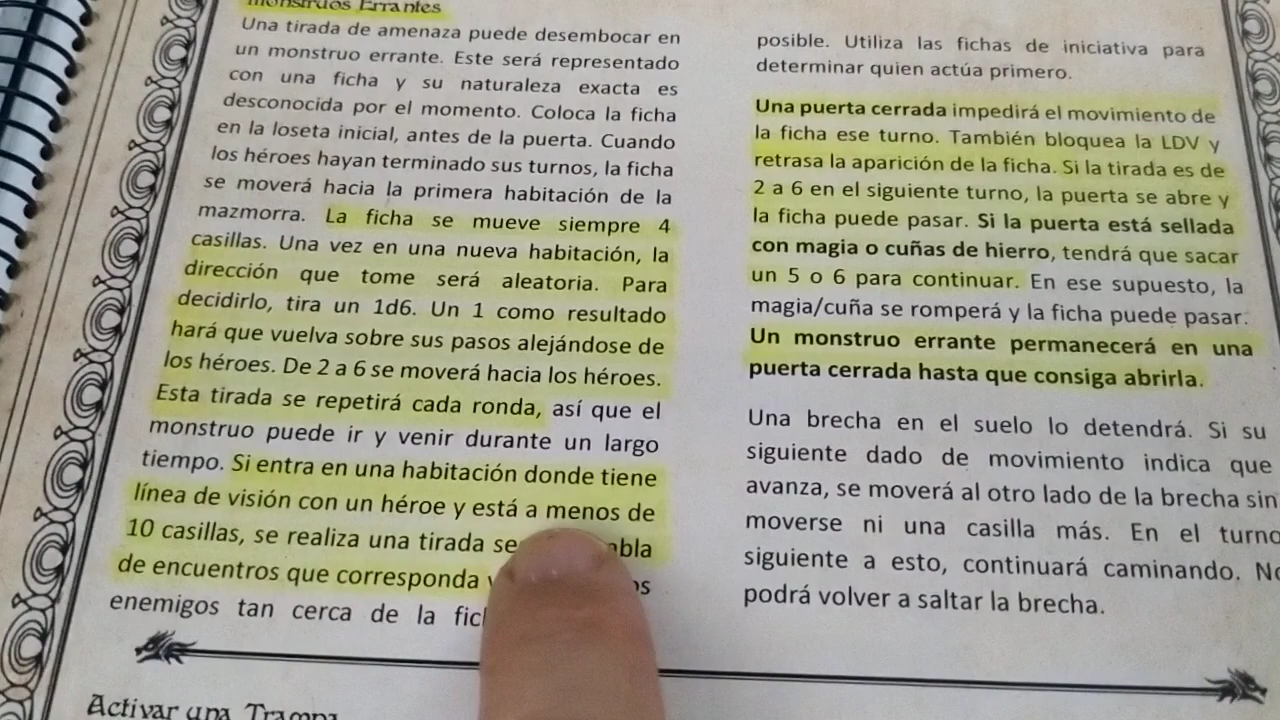 Monstruos Errantes
Una tirada de amenaza puede desembocar en
un monstruo errante. Este será representado
con una ficha y su naturaleza exacta es
desconocida por el momento. Coloca la ficha
en la loseta inicial, antes de la puerta. Cuando
los héroes hayan terminado sus turnos, la ficha
se moverá hacia la primera habitación de la
mazmorra. La ficha se mueve siempre 4
casillas. Una vez en una nueva habitación, la
dirección que tome será aleatoria. Para
decidirlo, tira un 1d6. Un 1 como resultado
hará que vuelva sobre sus pasos alejándose de
los héroes. De 2 a 6 se moverá hacia los héroes.
Esta tirada se repetirá cada ronda, así que el
monstruo puede ir y venir durante un largo
tiempo. Si entra en una habitación donde tiene
línea de visión con un héroe y está a menos de
10 casillas, se realiza una tirada
de encuentros que corresponda
enemigos tan cerca de la
posible. Utiliza las fichas de iniciativa para
determinar quien actúa primero.
Una puerta cerrada impedirá el movimiento de
la ficha ese turno. También bloquea la LDV y
retrasa la aparición de la ficha. Si la tirada es de
2 a 6 en el siguiente turno, la puerta se abre y
la ficha puede pasar. Si la puerta está sellada
con magia o cuñas de hierro, tendrá que sacar
un 5 o 6 para continuar. En ese supuesto, la
magia/cuña se romperá y la ficha puede pasar.
Un monstruo errante permanecerá en una
puerta cerrada hasta que consiga abrirla.
Una brecha en el suelo lo detendrá. Si su
siguiente dado de movimiento indica que
avanza, se moverá al otro lado de la brecha sin
moverse ni una casilla más. En el turno
siguiente a esto, continuará caminando. No
podrá volver a saltar la brecha.
Activar una Trampa